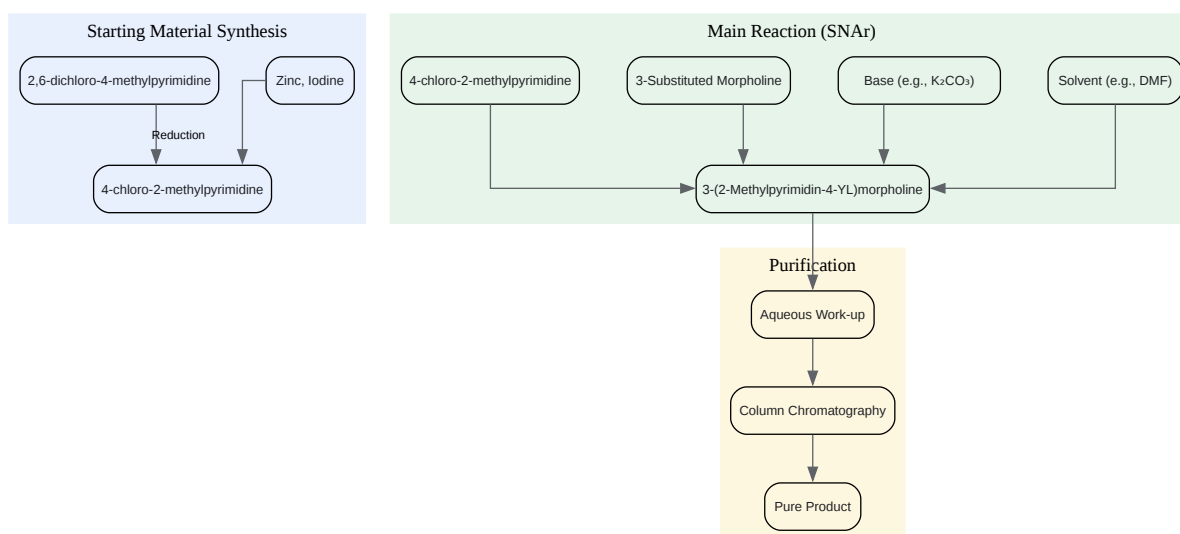 Starting Material Synthesis
2,6-dichloro-4-methylpyrimidine
Zinc, Iodine
Reduction
4-chloro-2-methylpyrimidine
Main Reaction (SNAr)
4-chloro-2-methylpyrimidine
3-Substituted Morpholine
Base (e.g., K₂CO₃)
Solvent (e.g., DMF)
3-(2-Methylpyrimidin-4-YL)morpholine
Purification
Aqueous Work-up
Column Chromatography
Pure Product